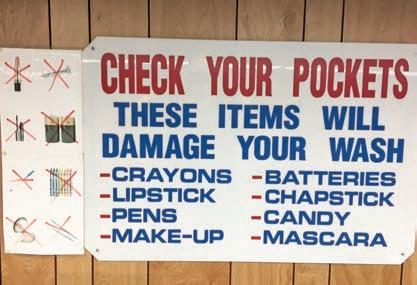 CHECK YOUR POCKETS
THESE ITEMS WILL
DAMAGE YOUR WASH
-CRAYONS
-LIPSTICK
-PENS
-MAKE-UP
-BATTERIES
-CHAPSTICK
-CANDY
-MASCARA